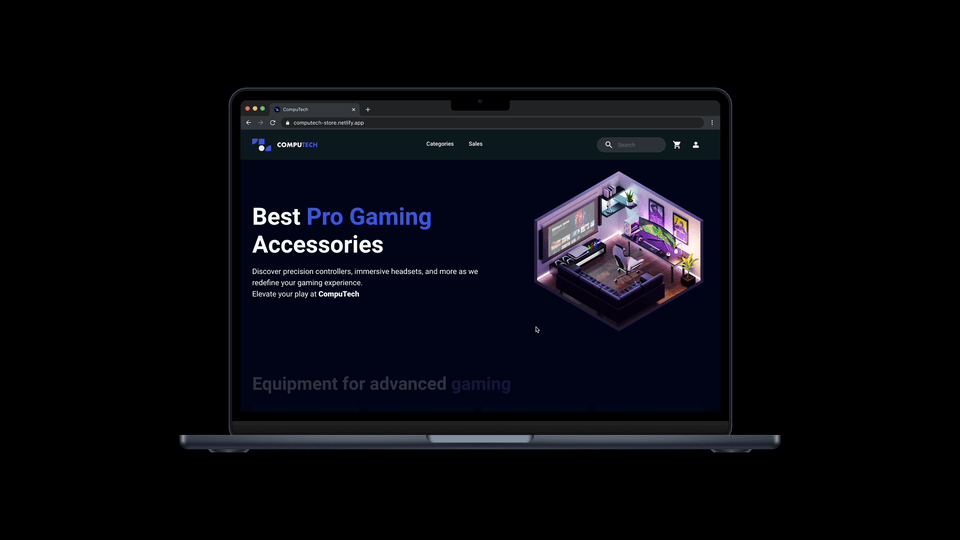 CompuTech
computech-store.netlify.app
COMPUTECH
Categories
Sales
Search
Best Pro Gaming
Accessories
Discover precision controllers, immersive headsets, and more as we
redefine your gaming experience.
Elevate your play at CompuTech
Equipment for advanced gaming